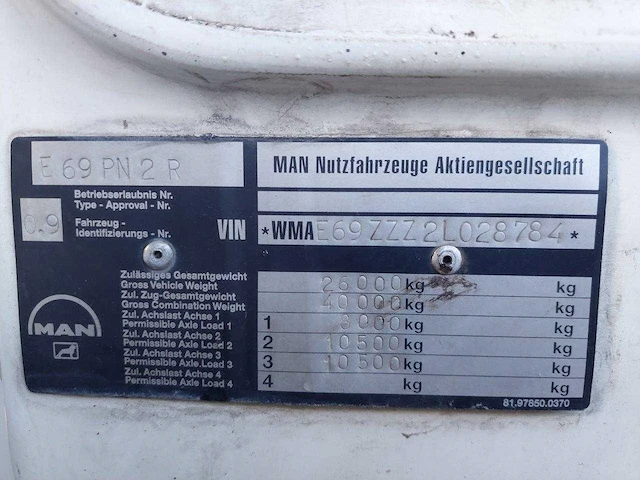 E 69 PN 2 R
MAN Nutzfahrzeuge Aktiengesellschaft
Betriebserlaubnis Nr.
Type - Approval - Nr.
0.9
Fahrzeug -
Identifizierungs - Nr.
VIN
*WMAE69ZZZ2L028784*
Zulässiges Gesamtgewicht
Gross Vehicle Weight
26000 kg kg
Zul. Zug-Gesamtgewicht
Gross Combination Weight
40000 kg kg
Zul. Achslast Achse 1
Permissible Axle Load 1
1 8000 kg kg
Zul. Achslast Achse 2
Permissible Axle Load 2
2 10500 kg kg
Zul. Achslast Achse 3
Permissible Axle Load 3
3 10500 kg kg
Zul. Achslast Achse 4
Permissible Axle Load 4
4 kg kg
MAN
81.97850.0370